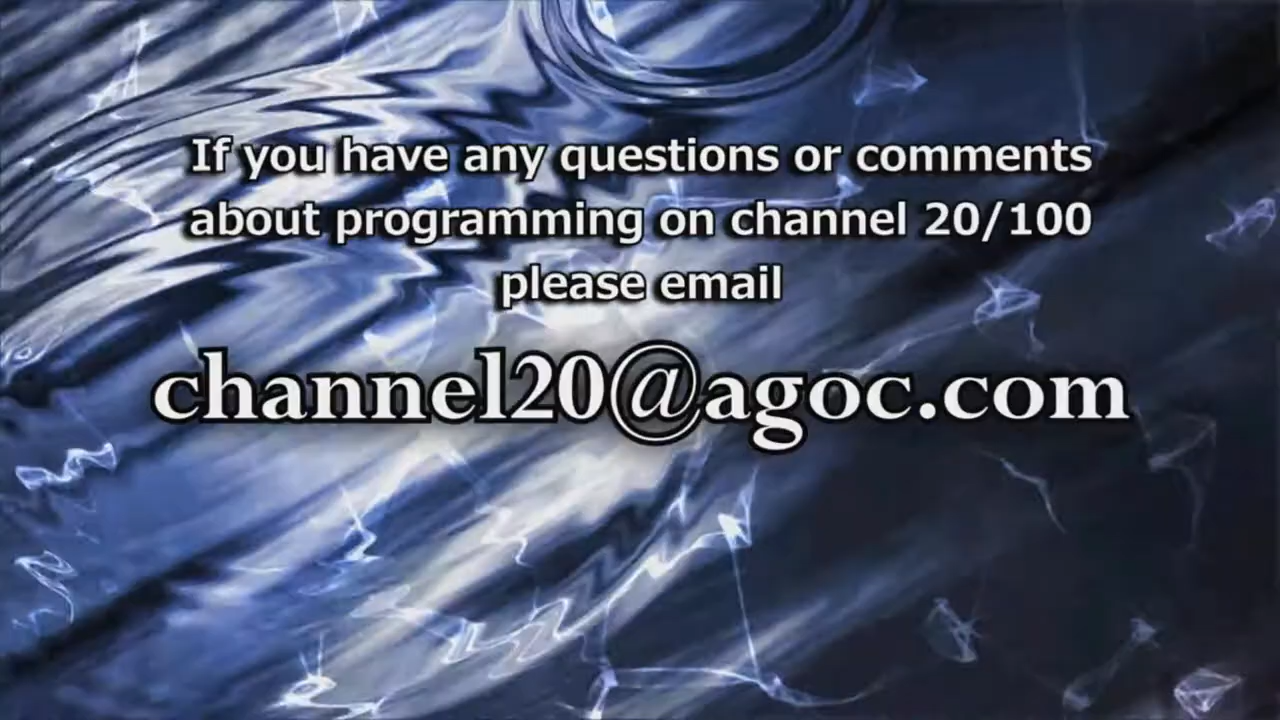 If you have any questions or comments
about programming on channel 20/100
please email
channel20@agoc.com